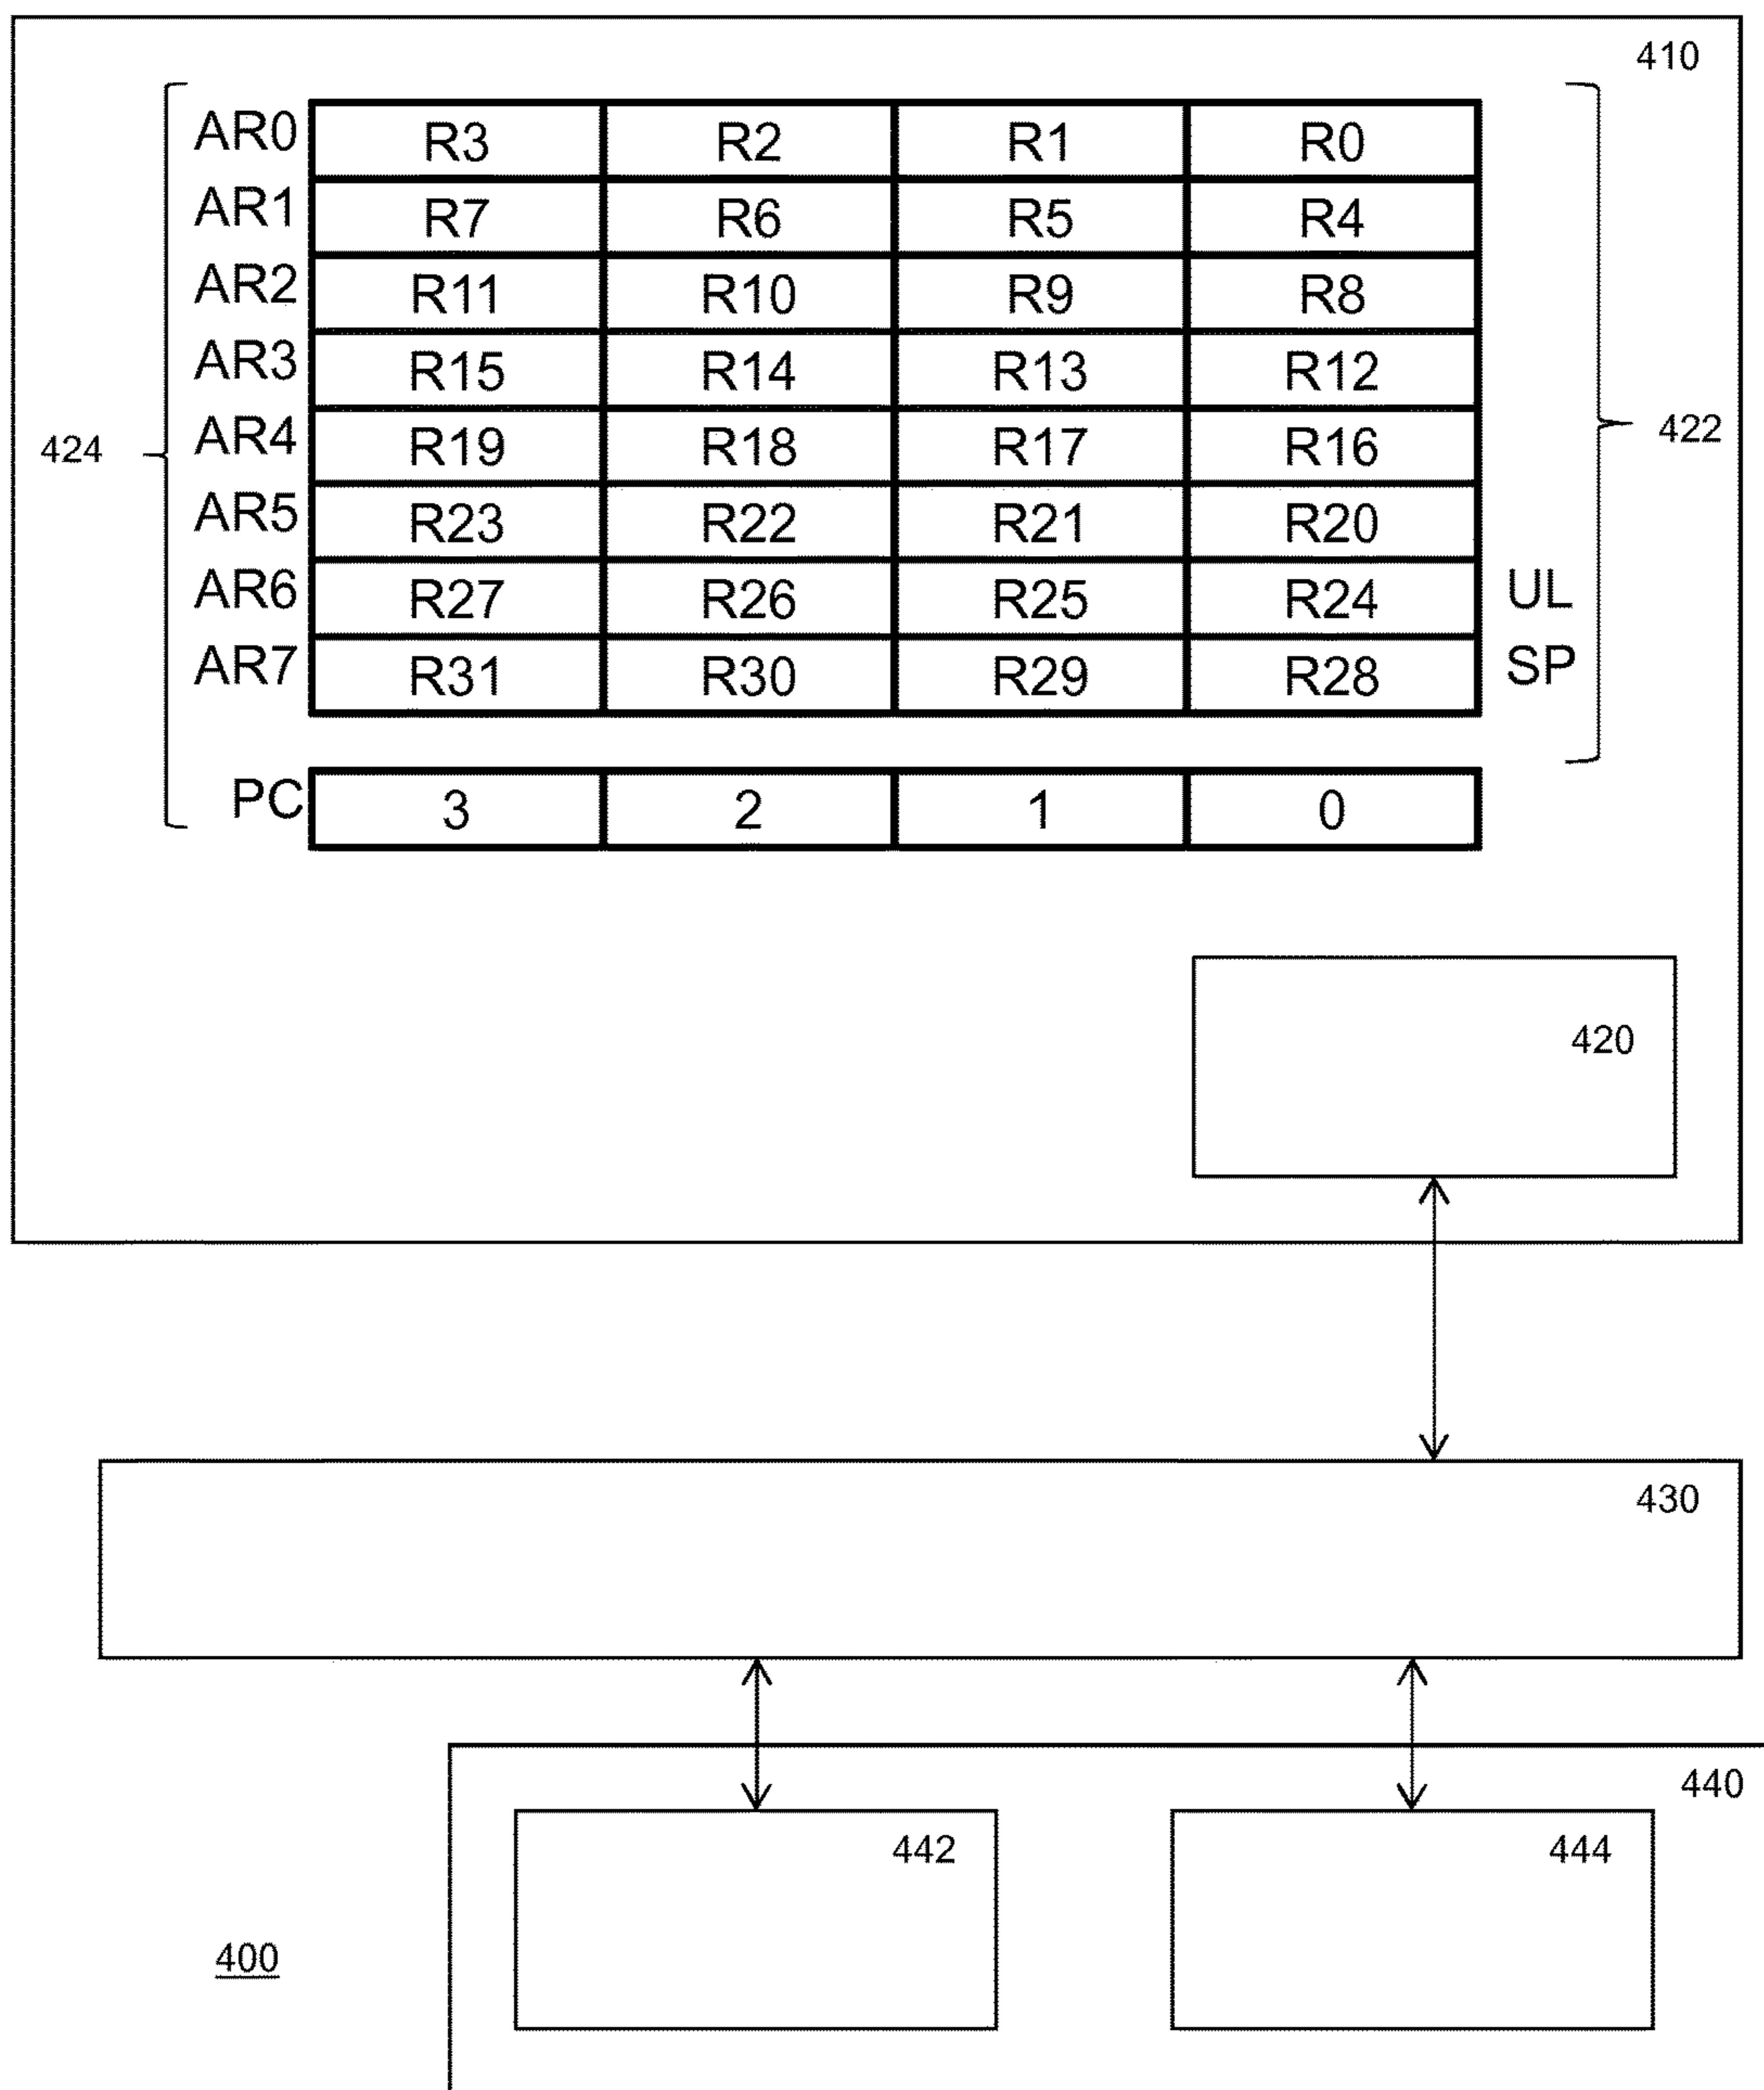 410
AR0 R3 R2 R1 R0
AR1 R7 R6 R5 R4
AR2 R11 R10 R9 R8
AR3 R15 R14 R13 R12
424 AR4 R19 R18 R17 R16 422
AR5 R23 R22 R21 R20
AR6 R27 R26 R25 R24 UL
AR7 R31 R30 R29 R28 SP
PC 3 2 1 0
420
430
440
442 444
400